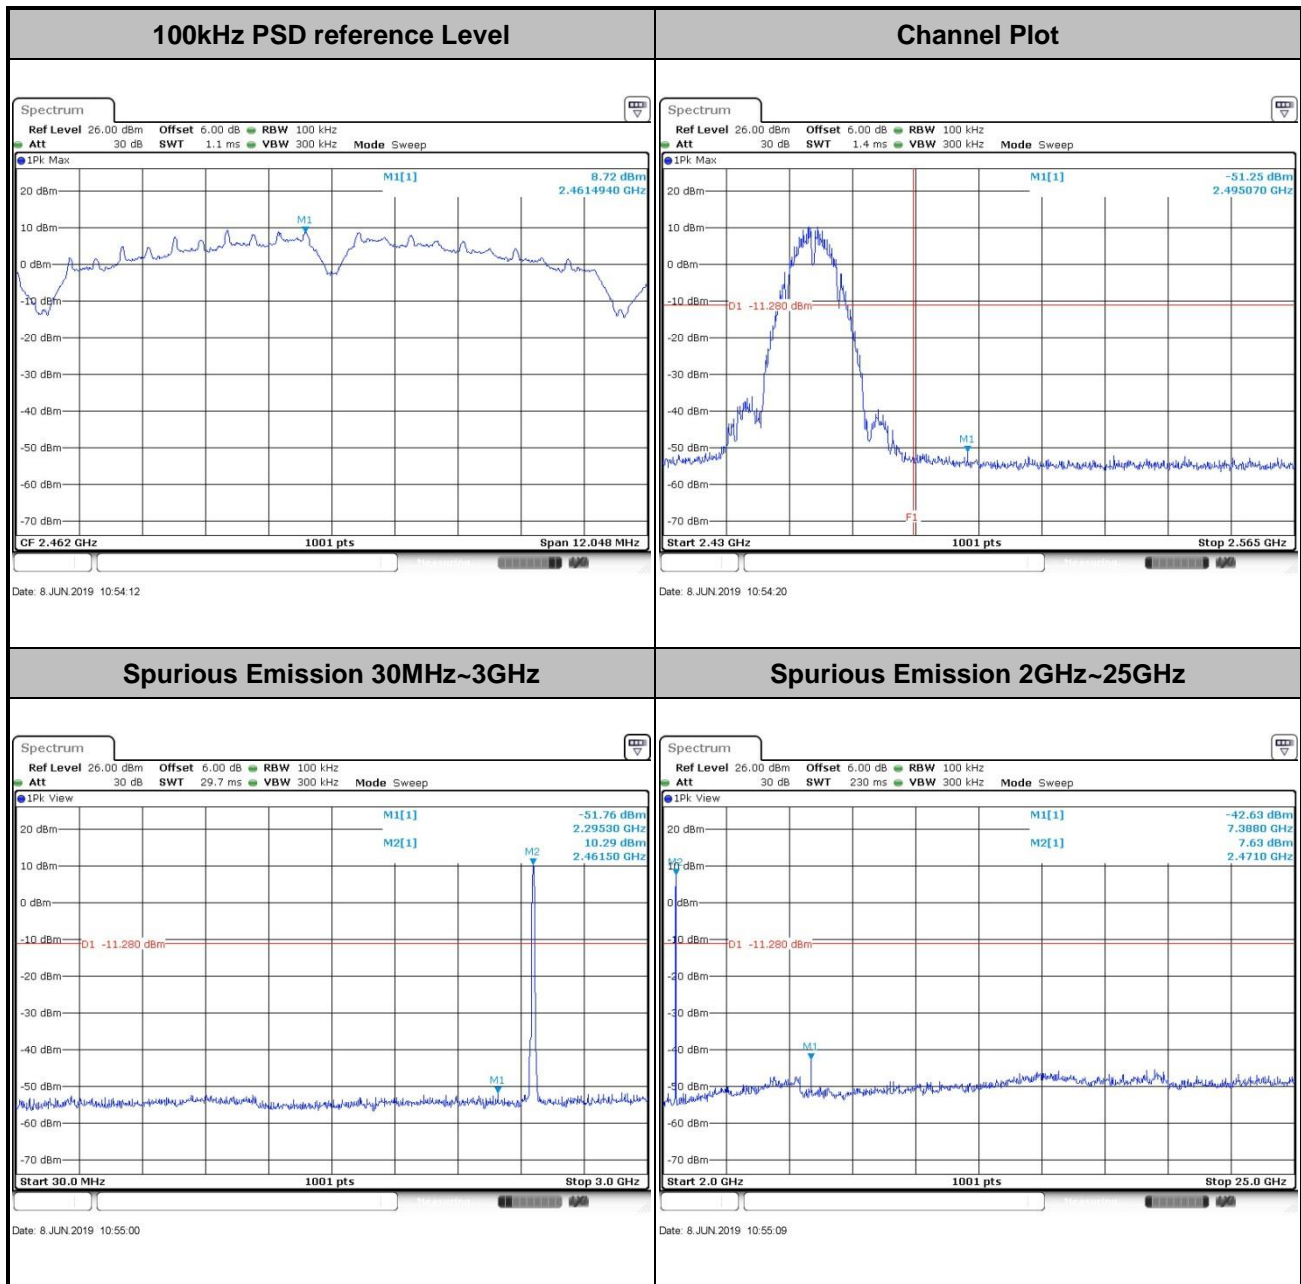 100kHz PSD reference Level
Channel Plot
Spectrum
Ref Level 26.00 dBm Offset 6.00 dB RBW 100 kHz
Att 30 dB SWT 1.1 ms VBW 300 kHz Mode Sweep
1Pk Max
M1[1] 8.72 dBm
2.4614940 GHz
20 dBm
M1
10 dBm
0 dBm
-10 dBm
-20 dBm
-30 dBm
-40 dBm
-50 dBm
-60 dBm
-70 dBm
CF 2.462 GHz 1001 pts Span 12.048 MHz
Measuring
Date: 8.JUN.2019 10:54:12
Spectrum
Ref Level 26.00 dBm Offset 6.00 dB RBW 100 kHz
Att 30 dB SWT 1.4 ms VBW 300 kHz Mode Sweep
1Pk Max
M1[1] -51.25 dBm
2.495070 GHz
20 dBm
10 dBm
0 dBm
-10 dBm
D1 -11.280 dBm
-20 dBm
-30 dBm
-40 dBm
M1
-50 dBm
-60 dBm
-70 dBm
F1
Start 2.43 GHz 1001 pts Stop 2.565 GHz
Measuring
Date: 8.JUN.2019 10:54:20
Spurious Emission 30MHz~3GHz
Spurious Emission 2GHz~25GHz
Spectrum
Ref Level 26.00 dBm Offset 6.00 dB RBW 100 kHz
Att 30 dB SWT 29.7 ms VBW 300 kHz Mode Sweep
1Pk View
M1[1] -51.76 dBm
2.29530 GHz
20 dBm
M2[1] 10.29 dBm
M2
2.46150 GHz
10 dBm
0 dBm
-10 dBm
D1 -11.280 dBm
-20 dBm
-30 dBm
-40 dBm
-50 dBm
M1
-60 dBm
-70 dBm
Start 30.0 MHz 1001 pts Stop 3.0 GHz
Measuring
Date: 8.JUN.2019 10:55:00
Spectrum
Ref Level 26.00 dBm Offset 6.00 dB RBW 100 kHz
Att 30 dB SWT 230 ms VBW 300 kHz Mode Sweep
1Pk View
M1[1] -42.63 dBm
7.3880 GHz
20 dBm
M2[1] 7.63 dBm
2.4710 GHz
M2
10 dBm
0 dBm
-10 dBm
D1 -11.280 dBm
-20 dBm
-30 dBm
-40 dBm
M1
-50 dBm
-60 dBm
-70 dBm
Start 2.0 GHz 1001 pts Stop 25.0 GHz
Measuring
Date: 8.JUN.2019 10:55:09